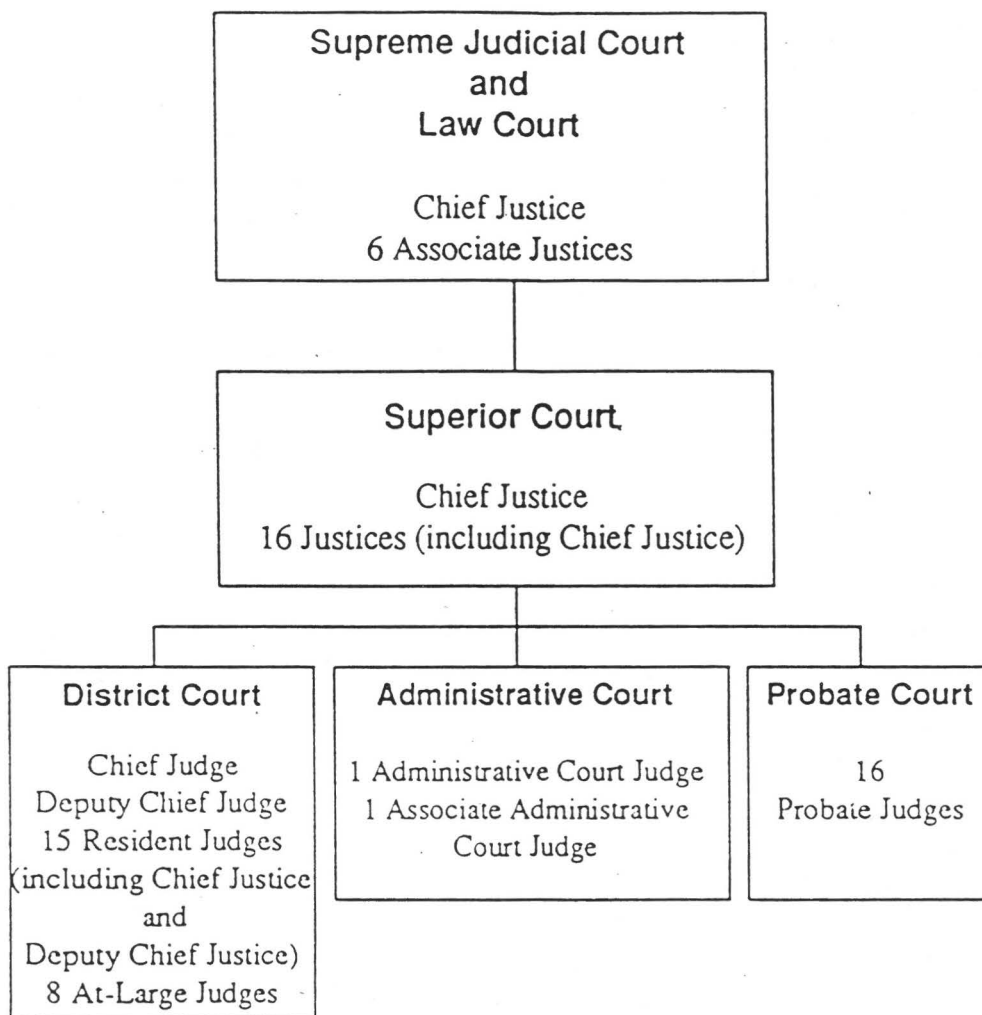 Supreme Judicial Court
and
Law Court
Chief Justice
6 Associate Justices
Superior Court
Chief Justice
16 Justices (including Chief Justice)
District Court
Chief Judge
Deputy Chief Judge
15 Resident Judges
(including Chief Justice
and
Deputy Chief Justice)
8 At-Large Judges
Administrative Court
1 Administrative Court Judge
1 Associate Administrative
Court Judge
Probate Court
16
Probate Judges